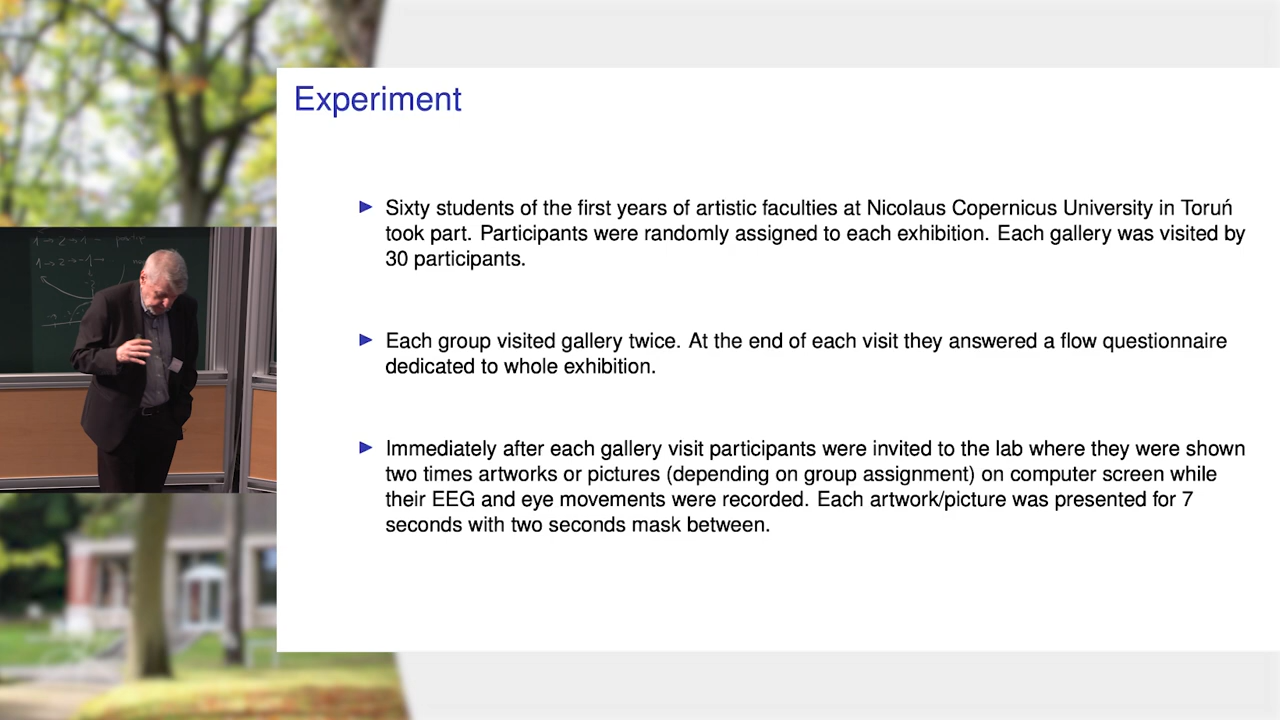 Experiment
Sixty students of the first years of artistic faculties at Nicolaus Copernicus University in Toruń
took part. Participants were randomly assigned to each exhibition. Each gallery was visited by
30 participants.
Each group visited gallery twice. At the end of each visit they answered a flow questionnaire
dedicated to whole exhibition.
Immediately after each gallery visit participants were invited to the lab where they were shown
two times artworks or pictures (depending on group assignment) on computer screen while
their EEG and eye movements were recorded. Each artwork/picture was presented for 7
seconds with two seconds mask between.